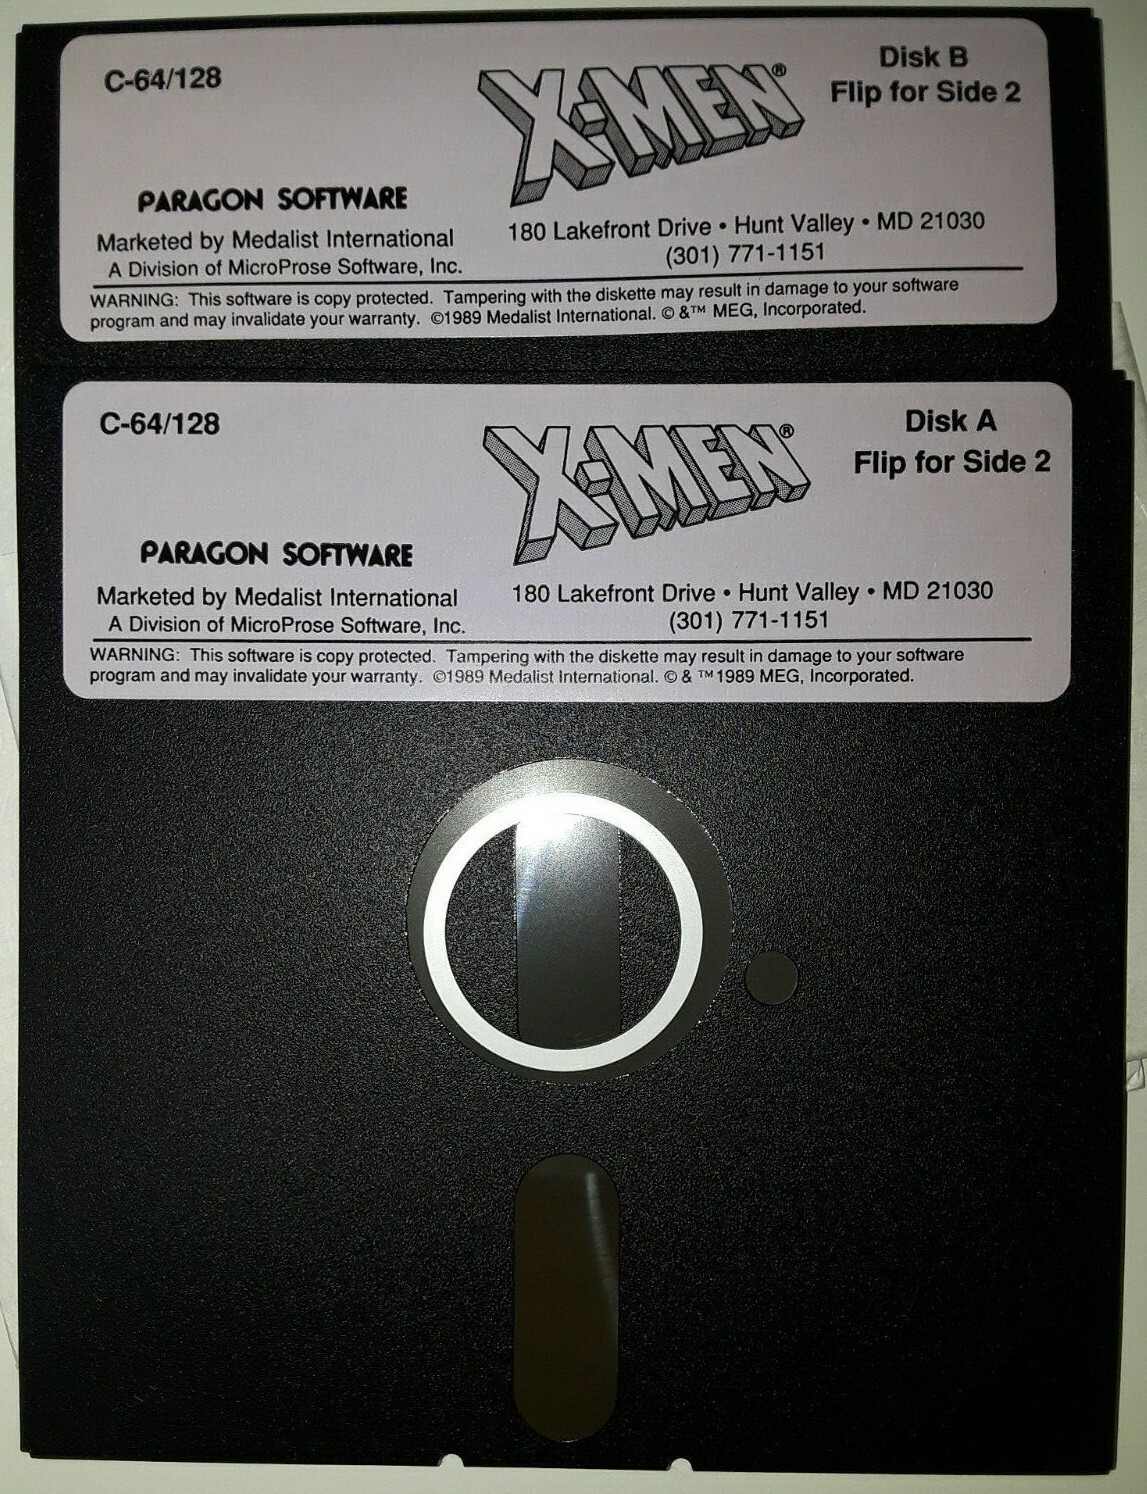 C-64/128
X-MEN®
Disk B
Flip for Side 2
PARAGON SOFTWARE
Marketed by Medalist International
A Division of MicroProse Software, Inc.
180 Lakefront Drive • Hunt Valley • MD 21030
(301) 771-1151
WARNING: This software is copy protected. Tampering with the diskette may result in damage to your software
program and may invalidate your warranty. ©1989 Medalist International. © &™ MEG, Incorporated.
C-64/128
X-MEN®
Disk A
Flip for Side 2
PARAGON SOFTWARE
Marketed by Medalist International
A Division of MicroProse Software, Inc.
180 Lakefront Drive • Hunt Valley • MD 21030
(301) 771-1151
WARNING: This software is copy protected. Tampering with the diskette may result in damage to your software
program and may invalidate your warranty. ©1989 Medalist International. © & ™ 1989 MEG, Incorporated.